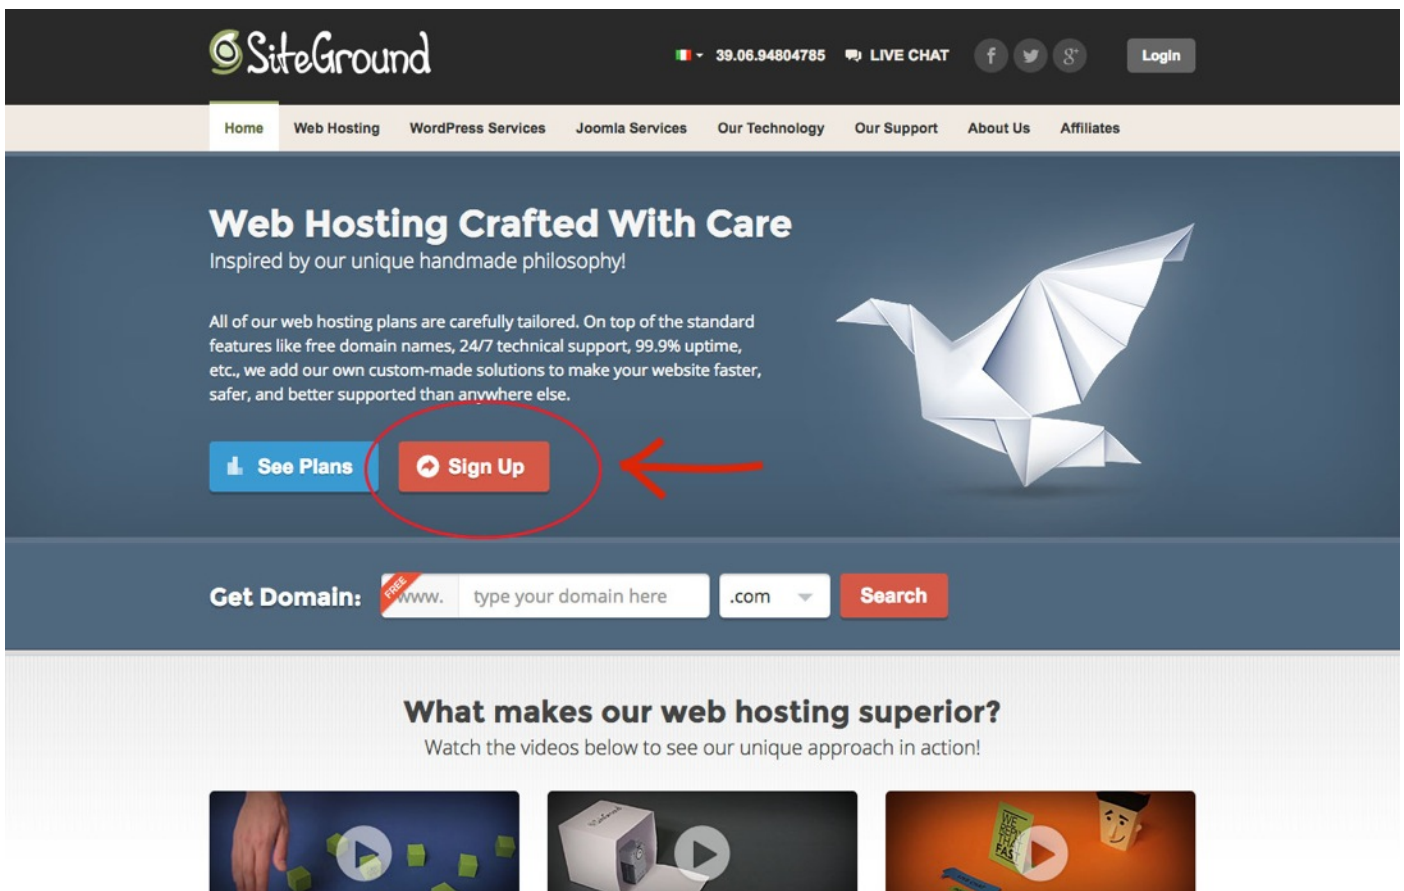 SiteGround
39.06.94804785
LIVE CHAT
f
g+
Login
Home
Web Hosting
WordPress Services
Joomla Services
Our Technology
Our Support
About Us
Affiliates
Web Hosting Crafted With Care
Inspired by our unique handmade philosophy!
All of our web hosting plans are carefully tailored. On top of the standard
features like free domain names, 24/7 technical support, 99.9% uptime,
etc., we add our own custom-made solutions to make your website faster,
safer, and better supported than anywhere else.
See Plans
Sign Up
Get Domain:
FREE
www.
type your domain here
.com
Search
What makes our web hosting superior?
Watch the videos below to see our unique approach in action!
SiteGround
WE
KEEP
THAT
FAS